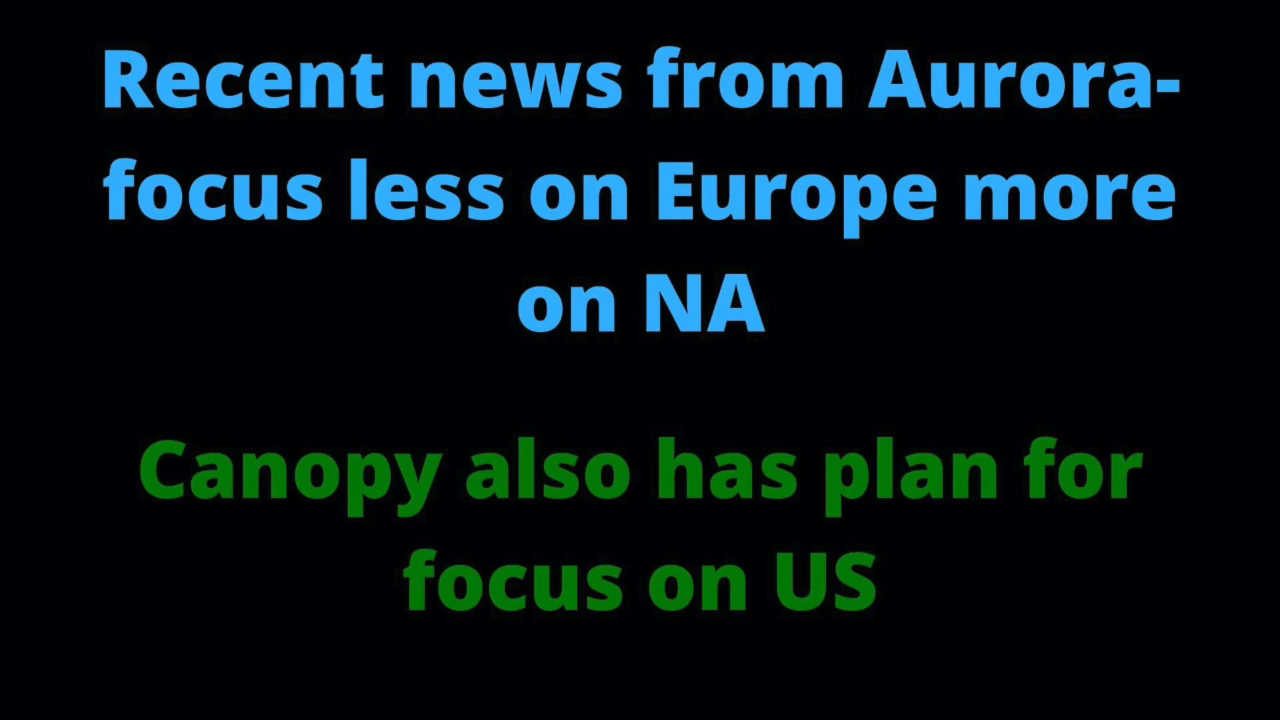 Recent news from Aurora-
focus less on Europe more
on NA
Canopy also has plan for
focus on US